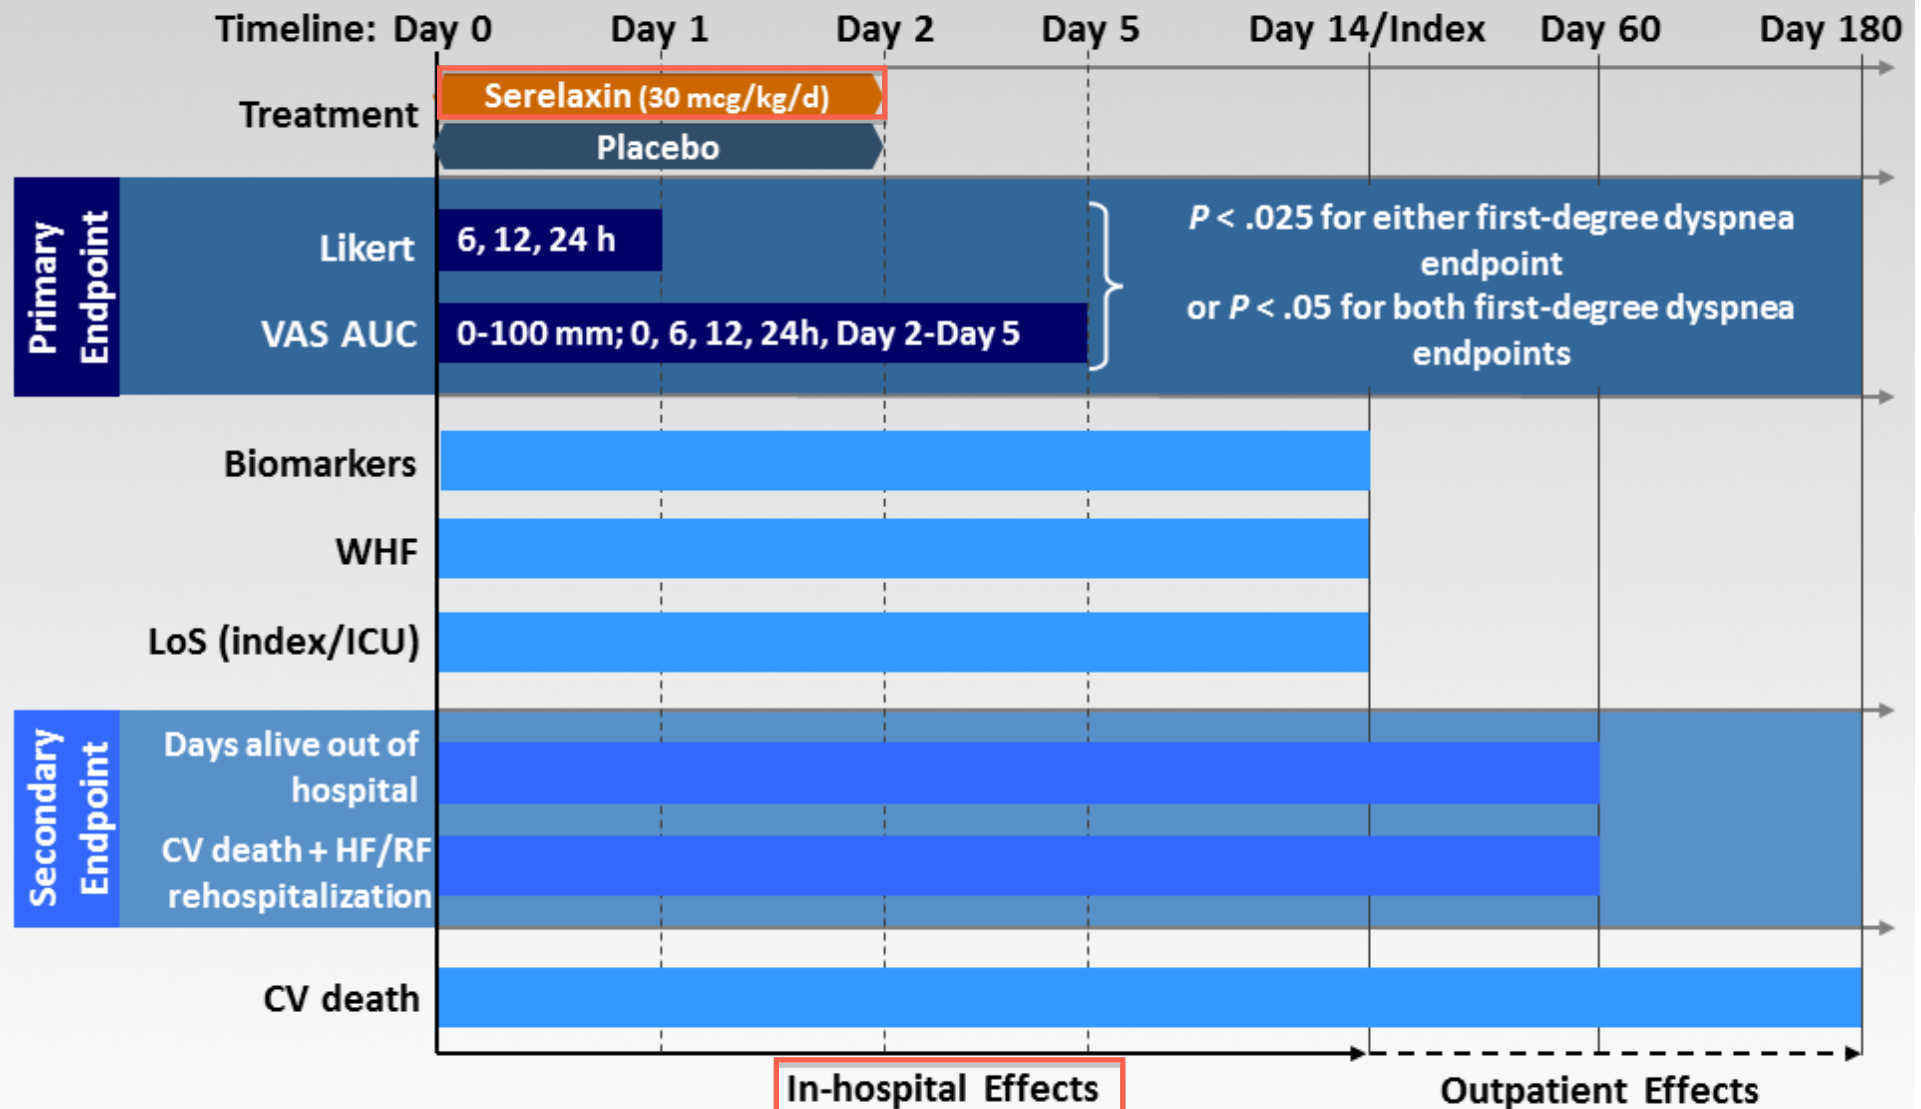 Timeline: Day 0 Day 1 Day 2 Day 5 Day 14/Index Day 60 Day 180
Treatment
Serelaxin (30 mcg/kg/d)
Placebo
Primary
Endpoint
Likert
6, 12, 24 h
VAS AUC
0-100 mm; 0, 6, 12, 24h, Day 2-Day 5
P < .025 for either first-degree dyspnea
endpoint
or P < .05 for both first-degree dyspnea
endpoints
Biomarkers
WHF
LoS (index/ICU)
Secondary
Endpoint
Days alive out of
hospital
CV death + HF/RF
rehospitalization
CV death
In-hospital Effects
Outpatient Effects